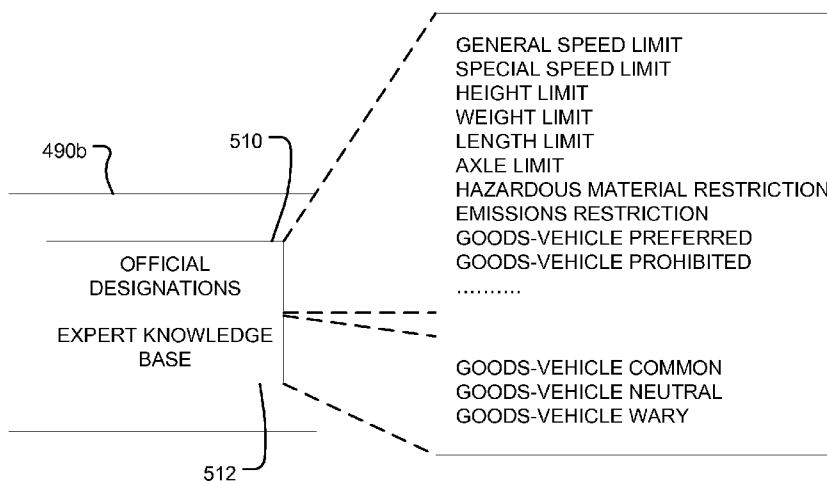 490b
510
OFFICIAL
DESIGNATIONS
EXPERT KNOWLEDGE
BASE
512
GENERAL SPEED LIMIT
SPECIAL SPEED LIMIT
HEIGHT LIMIT
WEIGHT LIMIT
LENGTH LIMIT
AXLE LIMIT
HAZARDOUS MATERIAL RESTRICTION
EMISSIONS RESTRICTION
GOODS-VEHICLE PREFERRED
GOODS-VEHICLE PROHIBITED
..........
GOODS-VEHICLE COMMON
GOODS-VEHICLE NEUTRAL
GOODS-VEHICLE WARY